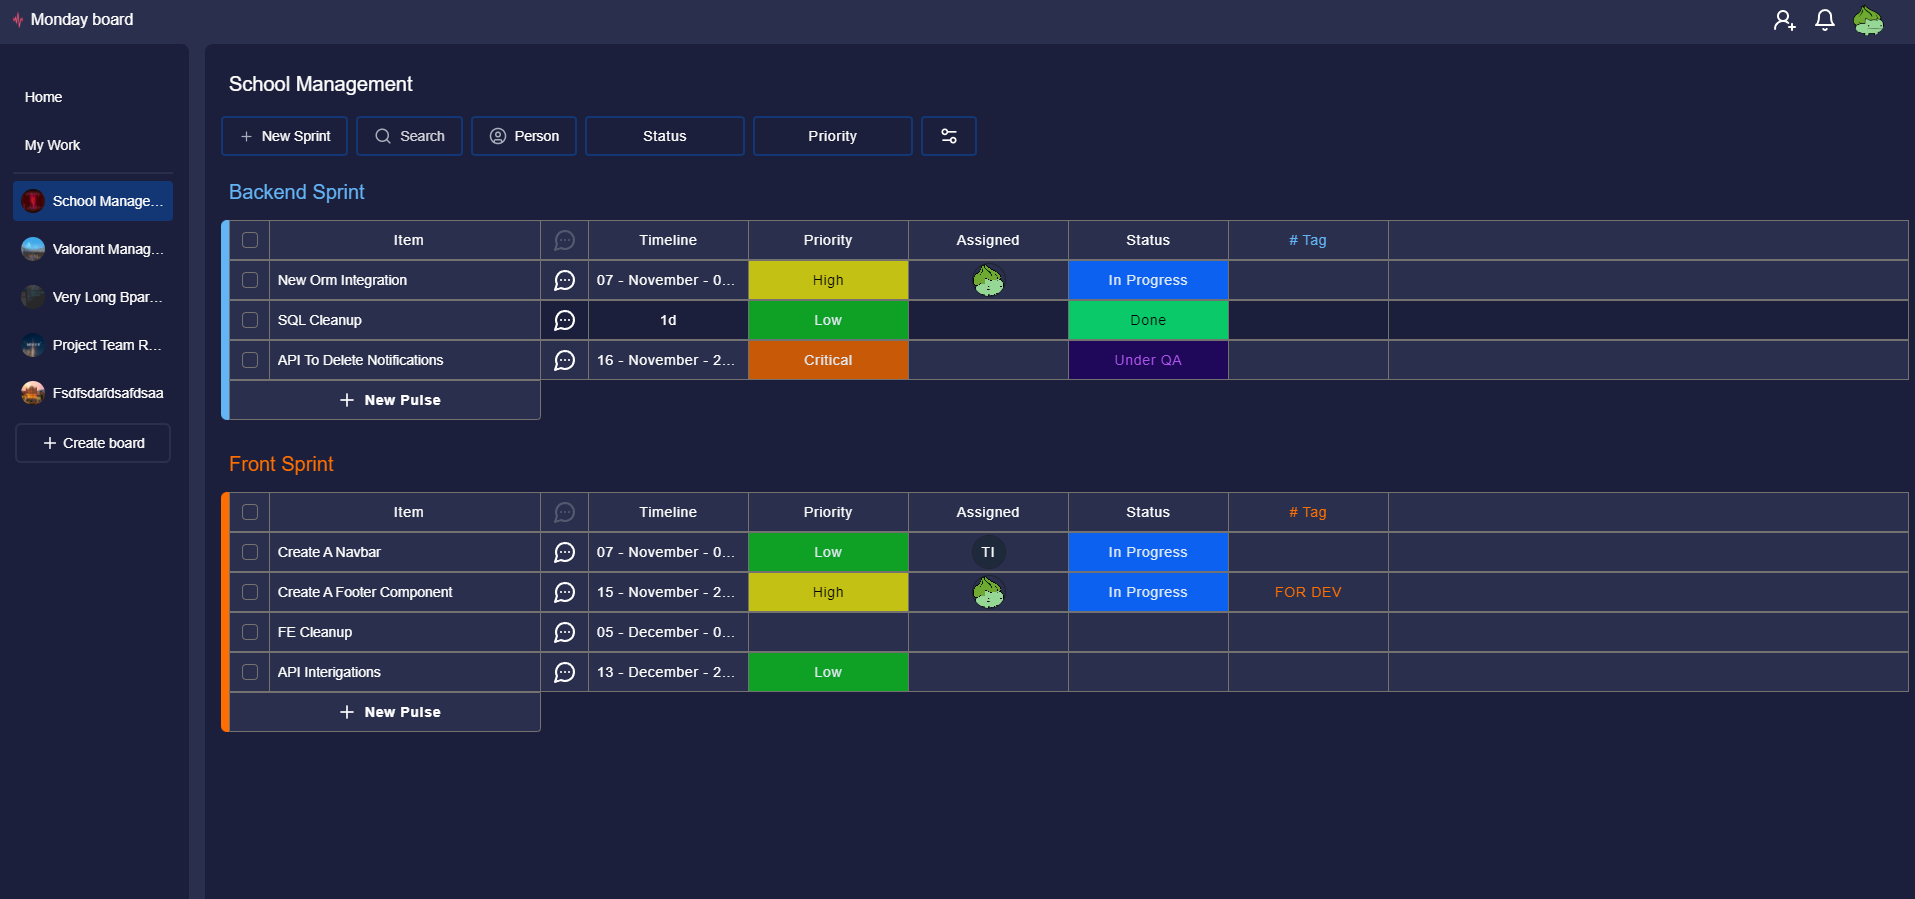 Monday board
Home
My Work
School Manage...
Valorant Manag...
Very Long Bpar...
Project Team R...
Fsdfsdafdsafdsaa
+ Create board
School Management
+ New Sprint Search Person Status Priority
Backend Sprint
Item Timeline Priority Assigned Status # Tag
New Orm Integration 07 - November - 0... High In Progress
SQL Cleanup 1d Low Done
API To Delete Notifications 16 - November - 2... Critical Under QA
+ New Pulse
Front Sprint
Item Timeline Priority Assigned Status # Tag
Create A Navbar 07 - November - 0... Low TI In Progress
Create A Footer Component 15 - November - 2... High In Progress FOR DEV
FE Cleanup 05 - December - 0...
API Interigations 13 - December - 2... Low
+ New Pulse